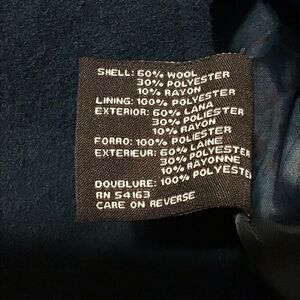 SHELL: 60% WOOL
30% POLYESTER
10% RAYON
LINING: 100% POLYESTER
EXTERIOR: 60% LANA
30% POLIESTER
10% RAYON
FORRO: 100% POLIESTER
EXTERIEUR: 60% LAINE
30% POLYESTER
10% RAYONNE
DOUBLURE: 100% POLYESTER
RN 54163
CARE ON REVERSE